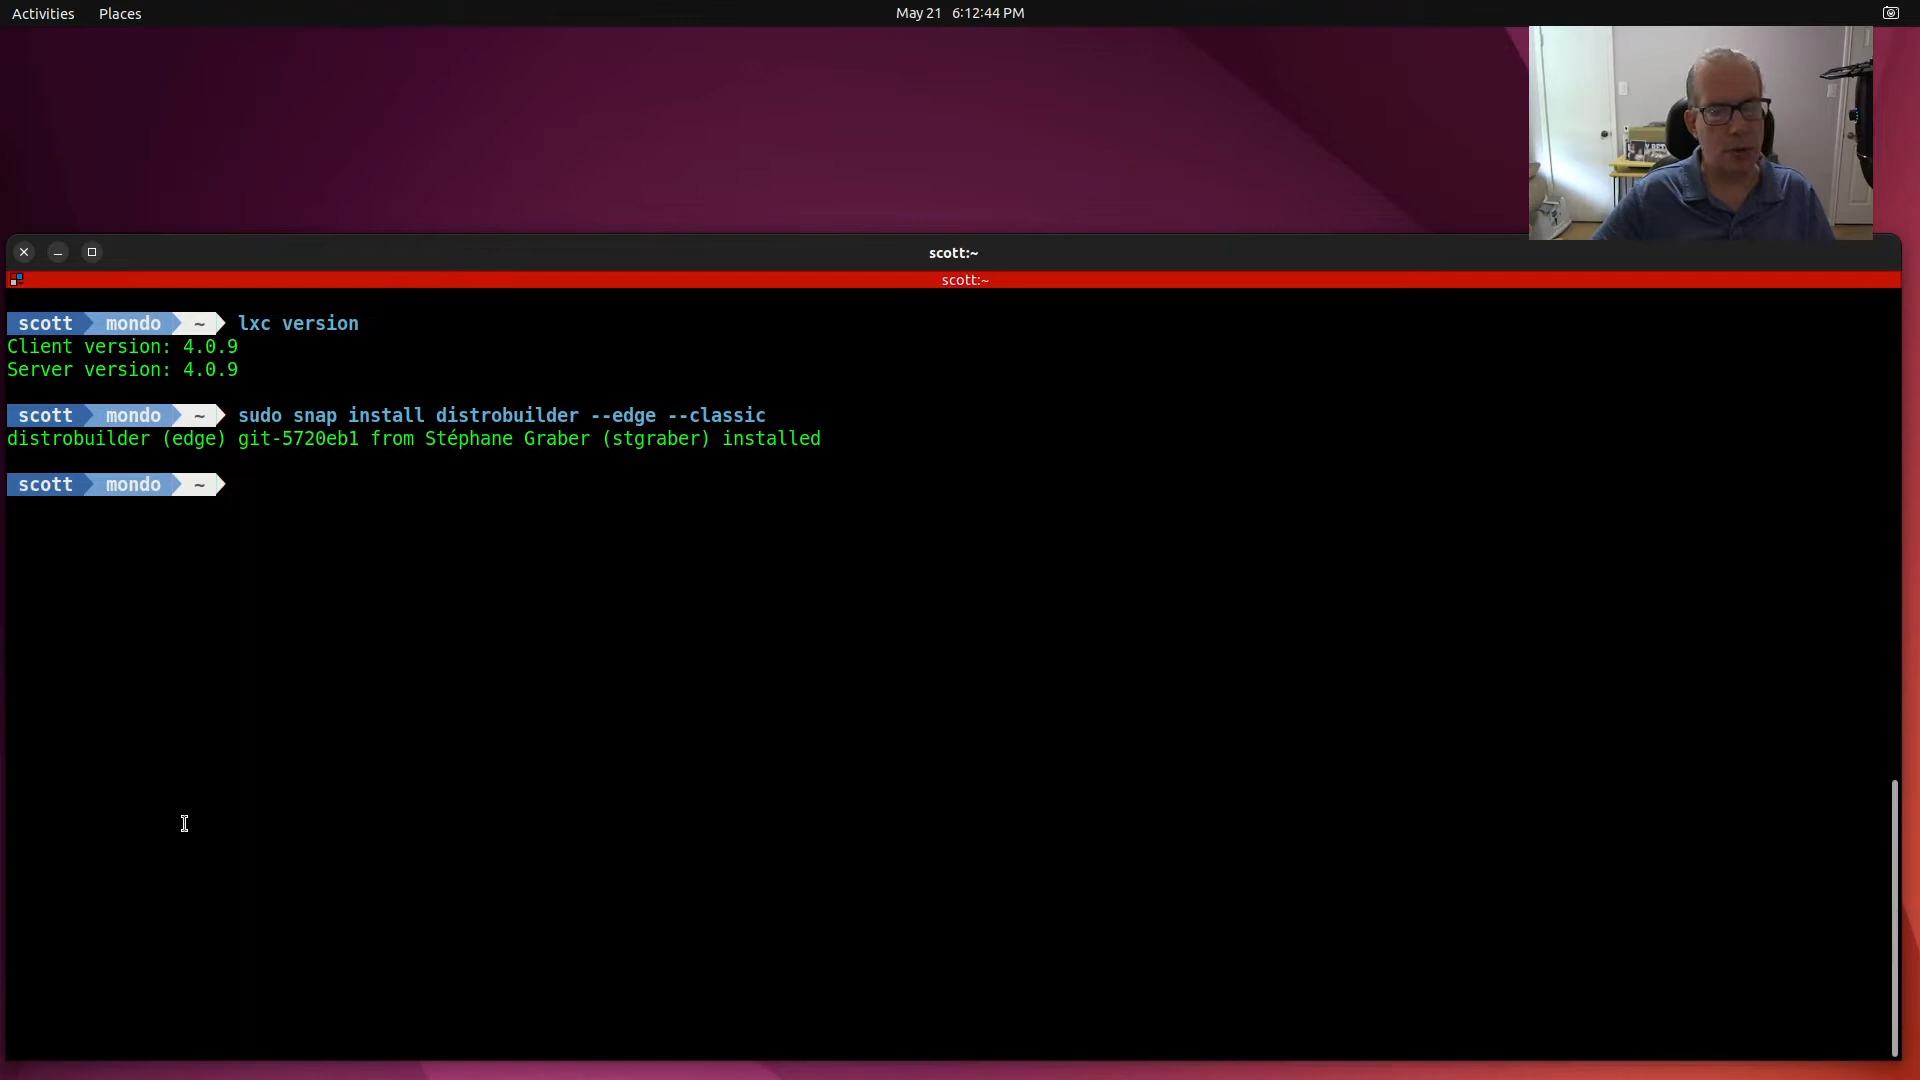 Activities Places May 21 6:12:44 PM
scott:~
scott:~
scott mondo ~ lxc version
Client version: 4.0.9
Server version: 4.0.9
scott mondo ~ sudo snap install distrobuilder --edge --classic
distrobuilder (edge) git-5720eb1 from Stéphane Graber (stgraber) installed
scott mondo ~